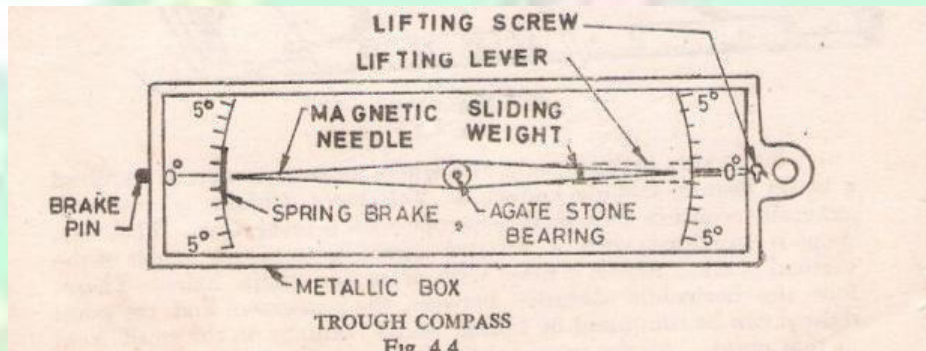 LIFTING SCREW
LIFTING LEVER
5°
MAGNETIC
NEEDLE
SLIDING
WEIGHT
5°
0°
0°
BRAKE
PIN
SPRING BRAKE
AGATE STONE
BEARING
5°
5°
METALLIC BOX
TROUGH COMPASS
Fig. 4.4